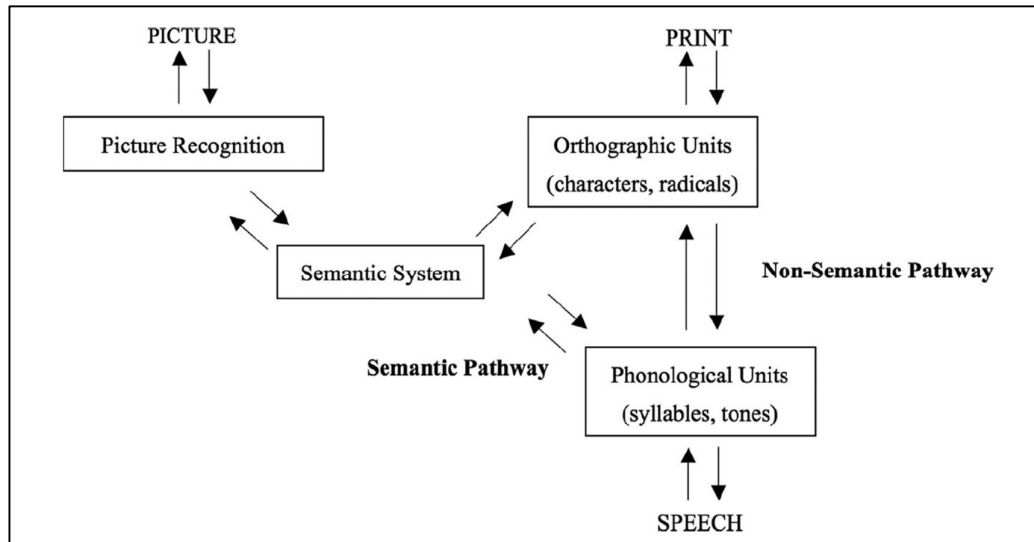 PICTURE
PRINT
Picture Recognition
Orthographic Units
(characters, radicals)
Semantic System
Non-Semantic Pathway
Semantic Pathway
Phonological Units
(syllables, tones)
SPEECH